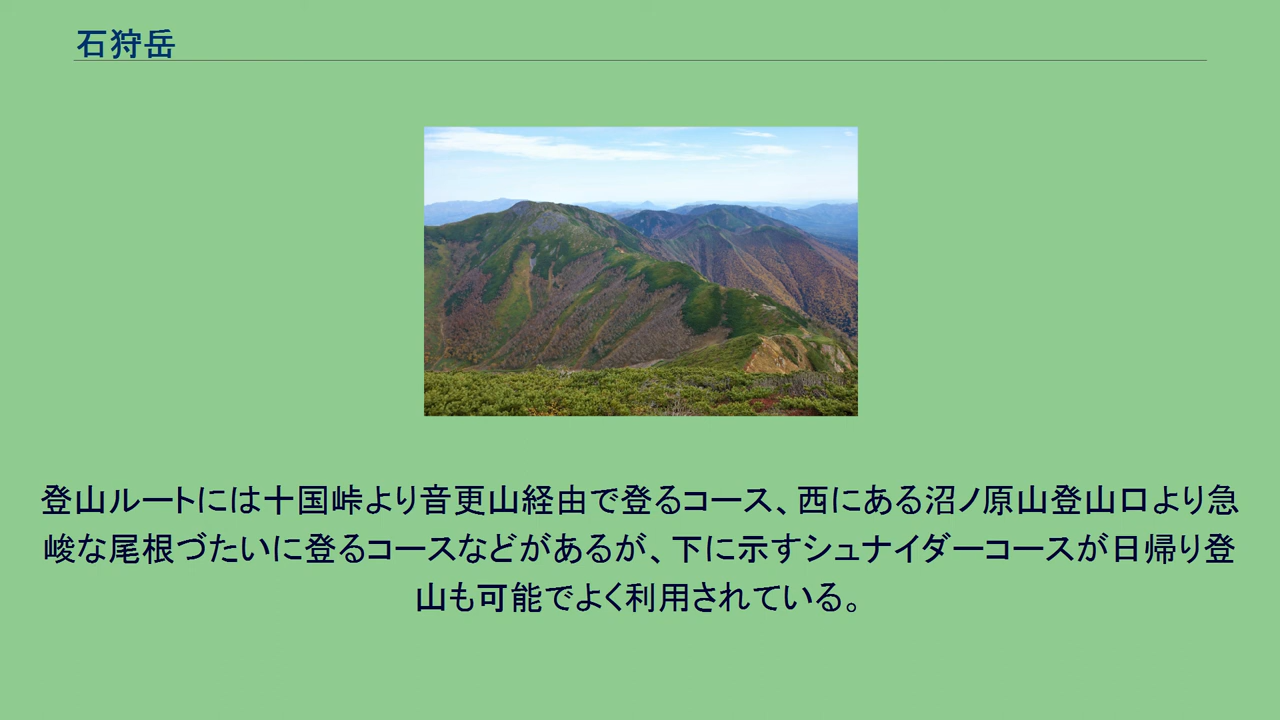 石狩岳
登山ルートには十国峠より音更山経由で登るコース、西にある沼ノ原山登山口より急
峻な尾根づたいに登るコースなどがあるが、下に示すシュナイダーコースが日帰り登
山も可能でよく利用されている。